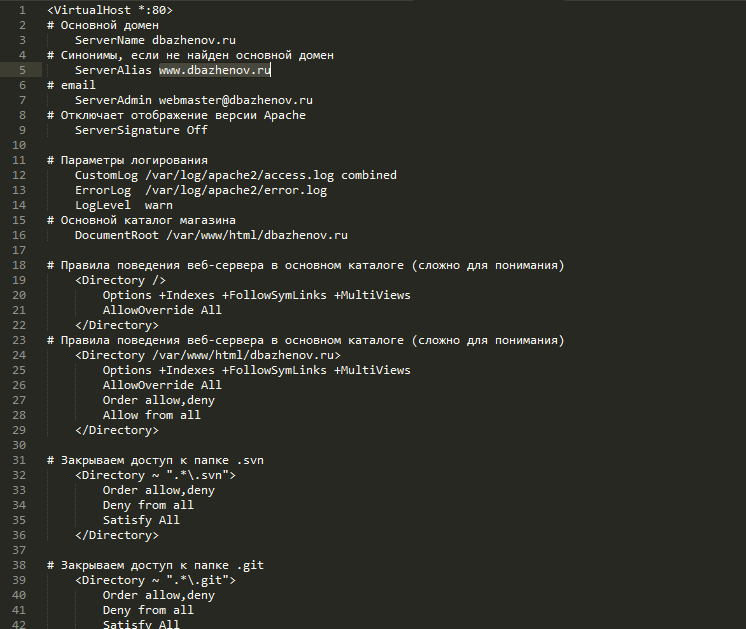 1 <VirtualHost *:80>
2 # Основной домен
3 ServerName dbazhenov.ru
4 # Синонимы, если не найден основной домен
5 ServerAlias www.dbazhenov.ru
6 # email
7 ServerAdmin webmaster@dbazhenov.ru
8 # Отключает отображение версии Apache
9 ServerSignature Off
10
11 # Параметры логирования
12 CustomLog /var/log/apache2/access.log combined
13 ErrorLog  /var/log/apache2/error.log
14 LogLevel  warn
15 # Основной каталог магазина
16 DocumentRoot /var/www/html/dbazhenov.ru
17
18 # Правила поведения веб-сервера в основном каталоге (сложно для понимания)
19 <Directory />
20 Options +Indexes +FollowSymLinks +MultiViews
21 AllowOverride All
22 </Directory>
23 # Правила поведения веб-сервера в основном каталоге (сложно для понимания)
24 <Directory /var/www/html/dbazhenov.ru>
25 Options +Indexes +FollowSymLinks +MultiViews
26 AllowOverride All
27 Order allow,deny
28 Allow from all
29 </Directory>
30
31 # Закрываем доступ к папке .svn
32 <Directory ~ ".*\.svn">
33 Order allow,deny
34 Deny from all
35 Satisfy All
36 </Directory>
37
38 # Закрываем доступ к папке .git
39 <Directory ~ ".*\.git">
40 Order allow,deny
41 Deny from all
42 Satisfy All